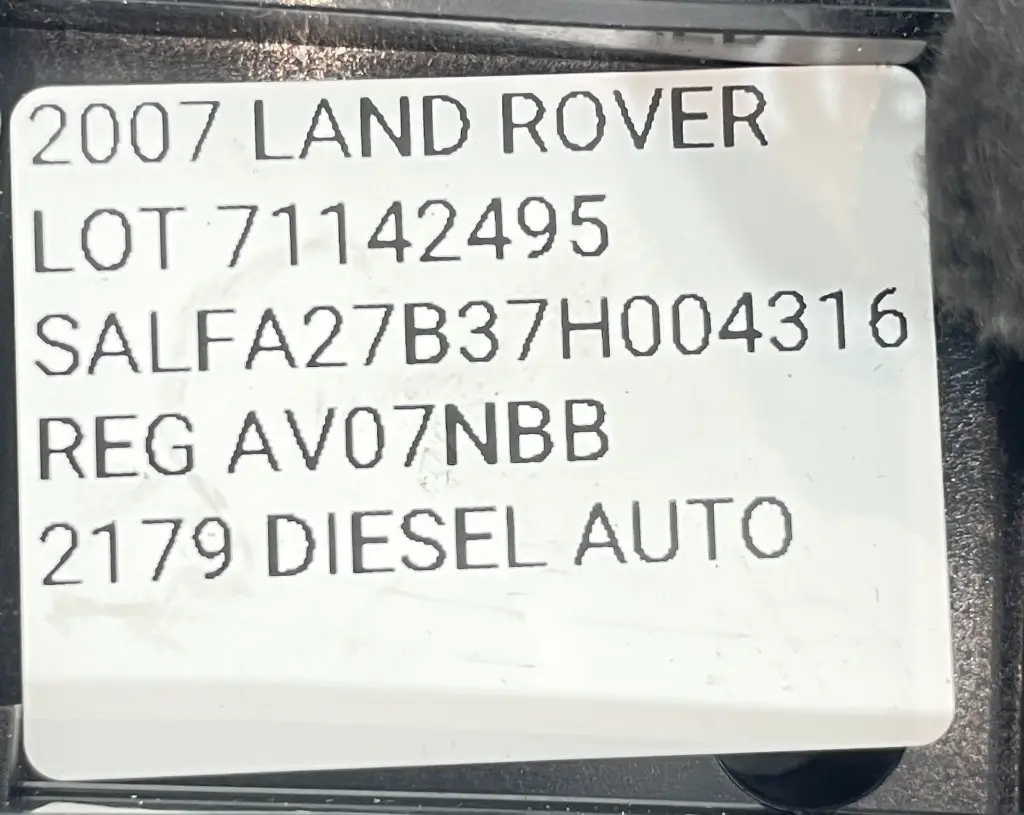 2007 LAND ROVER
LOT 71142495
SALFA27B37H004316
REG AV07NBB
2179 DIESEL AUTO